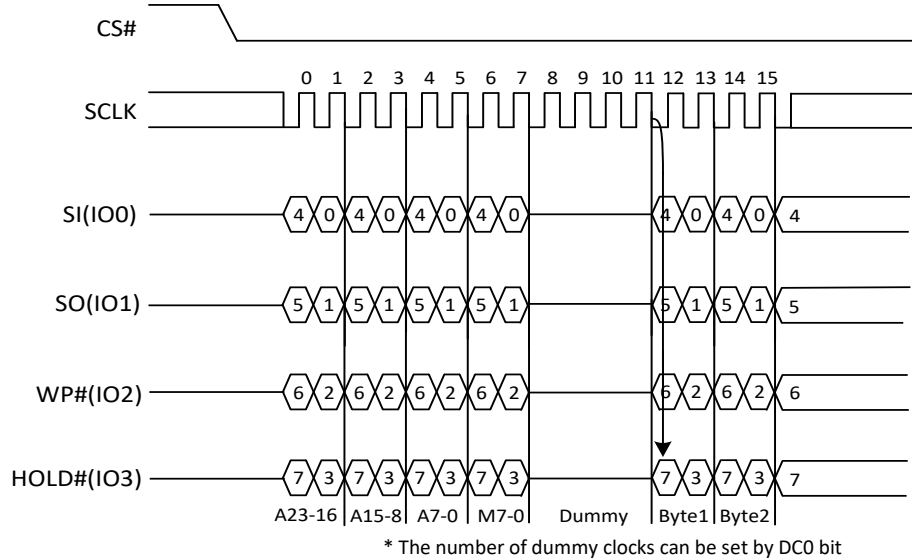 CS#
0 1 2 3 4 5 6 7 8 9 10 11 12 13 14 15
SCLK
SI(IO0) 4 0 4 0 4 0 4 0 4 0 4 0 4
SO(IO1) 5 1 5 1 5 1 5 1 5 1 5 1 5
WP#(IO2) 6 2 6 2 6 2 6 2 6 2 6 2 6
HOLD#(IO3) 7 3 7 3 7 3 7 3 7 3 7 3 7
A23-16 A15-8 A7-0 M7-0 Dummy Byte1 Byte2
* The number of dummy clocks can be set by DC0 bit